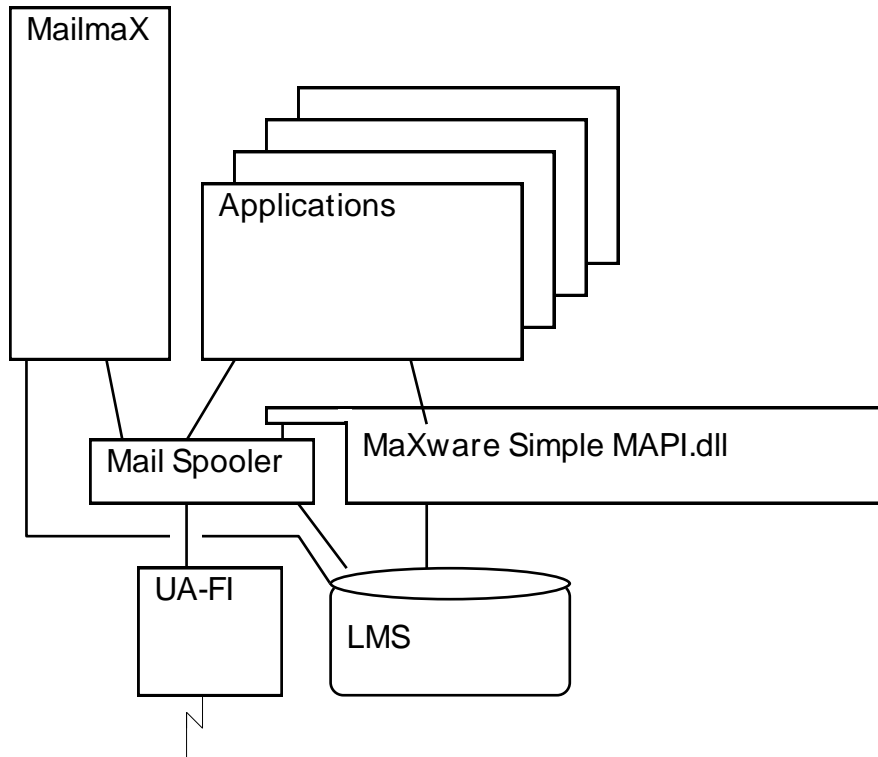 MailmaX
Applications
MaXware Simple MAPI.dll
Mail Spooler
UA-FI
LMS